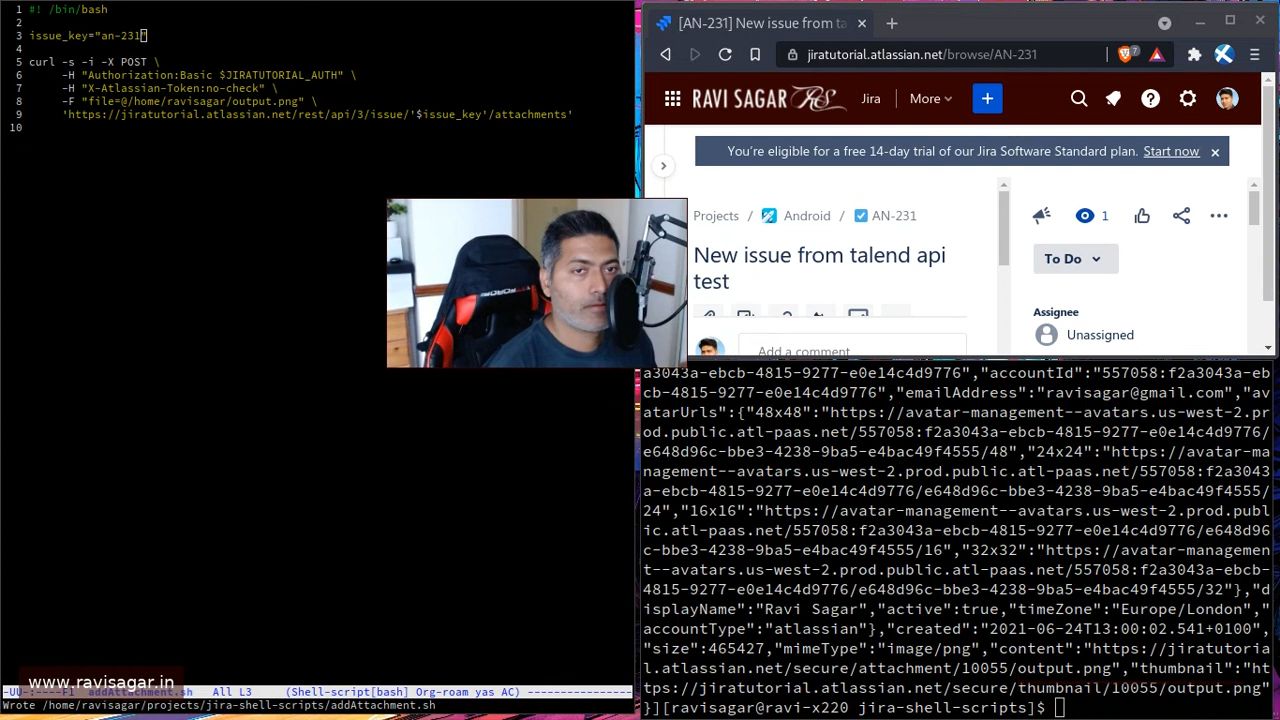 1 #! /bin/bash
2
3 issue_key="an-231"
4
5 curl -s -i -X POST \
6 -H "Authorization:Basic $JIRATUTORIAL_AUTH" \
7 -H "X-Atlassian-Token:no-check" \
8 -F "file=@/home/ravisagar/output.png" \
9 'https://jiratutorial.atlassian.net/rest/api/3/issue/'$issue_key'/attachments'
10
www.ravisagar.in
-UU-:----F1 addAttachment.sh All L3 (Shell-script[bash] Org-roam yas AC)
Wrote /home/ravisagar/projects/jira-shell-scripts/addAttachment.sh
[AN-231] New issue from ta
jiratutorial.atlassian.net/browse/AN-231 7
RAVI SAGAR RS Jira More
You're eligible for a free 14-day trial of our Jira Software Standard plan. Start now
Projects / Android / AN-231
1
New issue from talend api
test
To Do
Assignee
Unassigned
Add a comment...
a3043a-ebcb-4815-9277-e0e14c4d9776","accountId":"557058:f2a3043a-eb
cb-4815-9277-e0e14c4d9776","emailAddress":"ravisagar@gmail.com","av
atarUrls":{"48x48":"https://avatar-management--avatars.us-west-2.pr
od.public.atl-paas.net/557058:f2a3043a-ebcb-4815-9277-e0e14c4d9776/
e648d96c-bbe3-4238-9ba5-e4bac49f4555/48","24x24":"https://avatar-ma
nagement--avatars.us-west-2.prod.public.atl-paas.net/557058:f2a3043
a-ebcb-4815-9277-e0e14c4d9776/e648d96c-bbe3-4238-9ba5-e4bac49f4555/
24","16x16":"https://avatar-management--avatars.us-west-2.prod.publ
ic.atl-paas.net/557058:f2a3043a-ebcb-4815-9277-e0e14c4d9776/e648d96
c-bbe3-4238-9ba5-e4bac49f4555/16","32x32":"https://avatar-managemen
t--avatars.us-west-2.prod.public.atl-paas.net/557058:f2a3043a-ebcb-
4815-9277-e0e14c4d9776/e648d96c-bbe3-4238-9ba5-e4bac49f4555/32"},"d
isplayName":"Ravi Sagar","active":true,"timeZone":"Europe/London","
accountType":"atlassian"},"created":"2021-06-24T13:00:02.541+0100",
"size":465427,"mimeType":"image/png","content":"https://jiratutoria
l.atlassian.net/secure/attachment/10055/output.png","thumbnail":"ht
tps://jiratutorial.atlassian.net/secure/thumbnail/10055/output.png"
}][ravisagar@ravi-x220 jira-shell-scripts]$